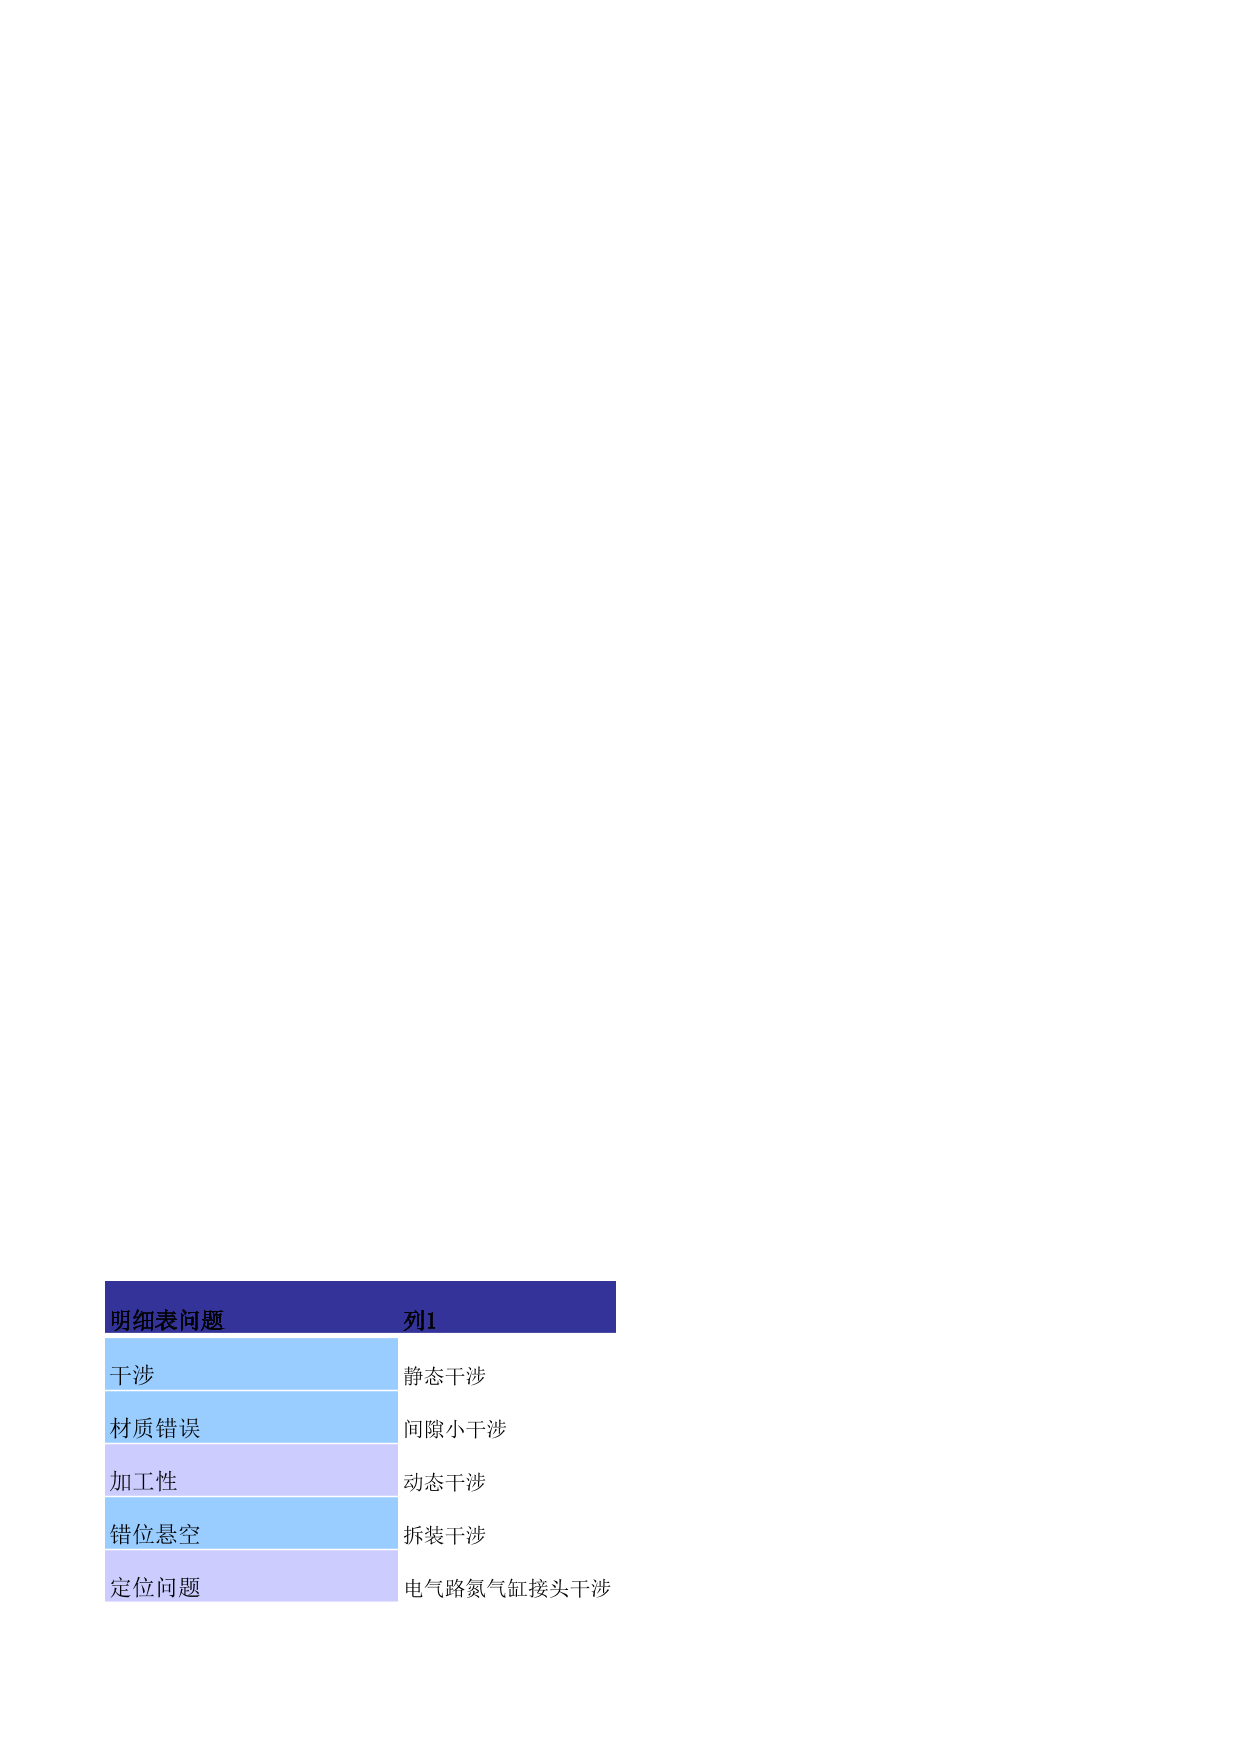 明细表问题 列1
干涉 静态干涉
材质错误 间隙小干涉
加工性 动态干涉
错位悬空 拆装干涉
定位问题 电气路氮气缸接头干涉